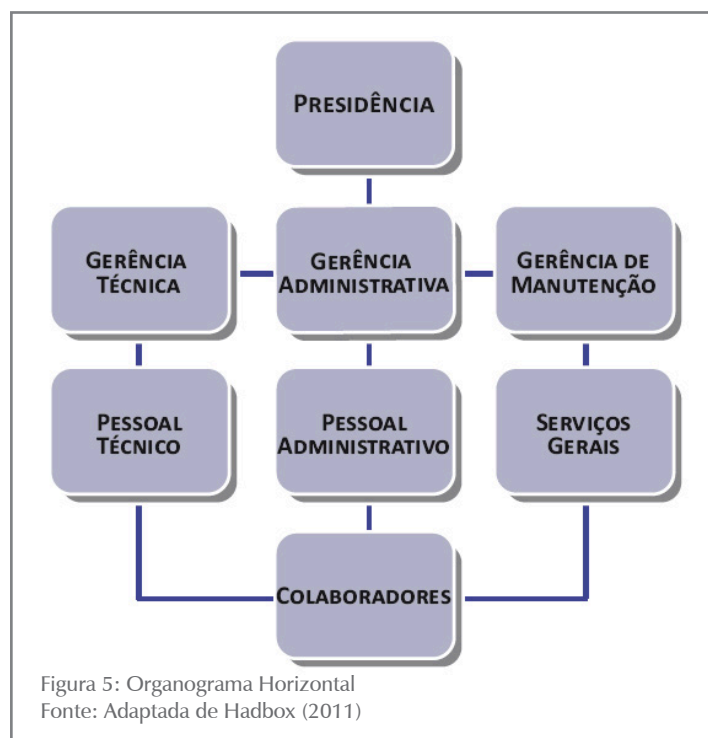 PRESIDÊNCIA
GERÊNCIA
TÉCNICA
GERÊNCIA
ADMINISTRATIVA
GERÊNCIA DE
MANUTENÇÃO
PESSOAL
TÉCNICO
PESSOAL
ADMINISTRATIVO
SERVIÇOS
GERAIS
COLABORADORES
Figura 5: Organograma Horizontal
Fonte: Adaptada de Hadbox (2011)